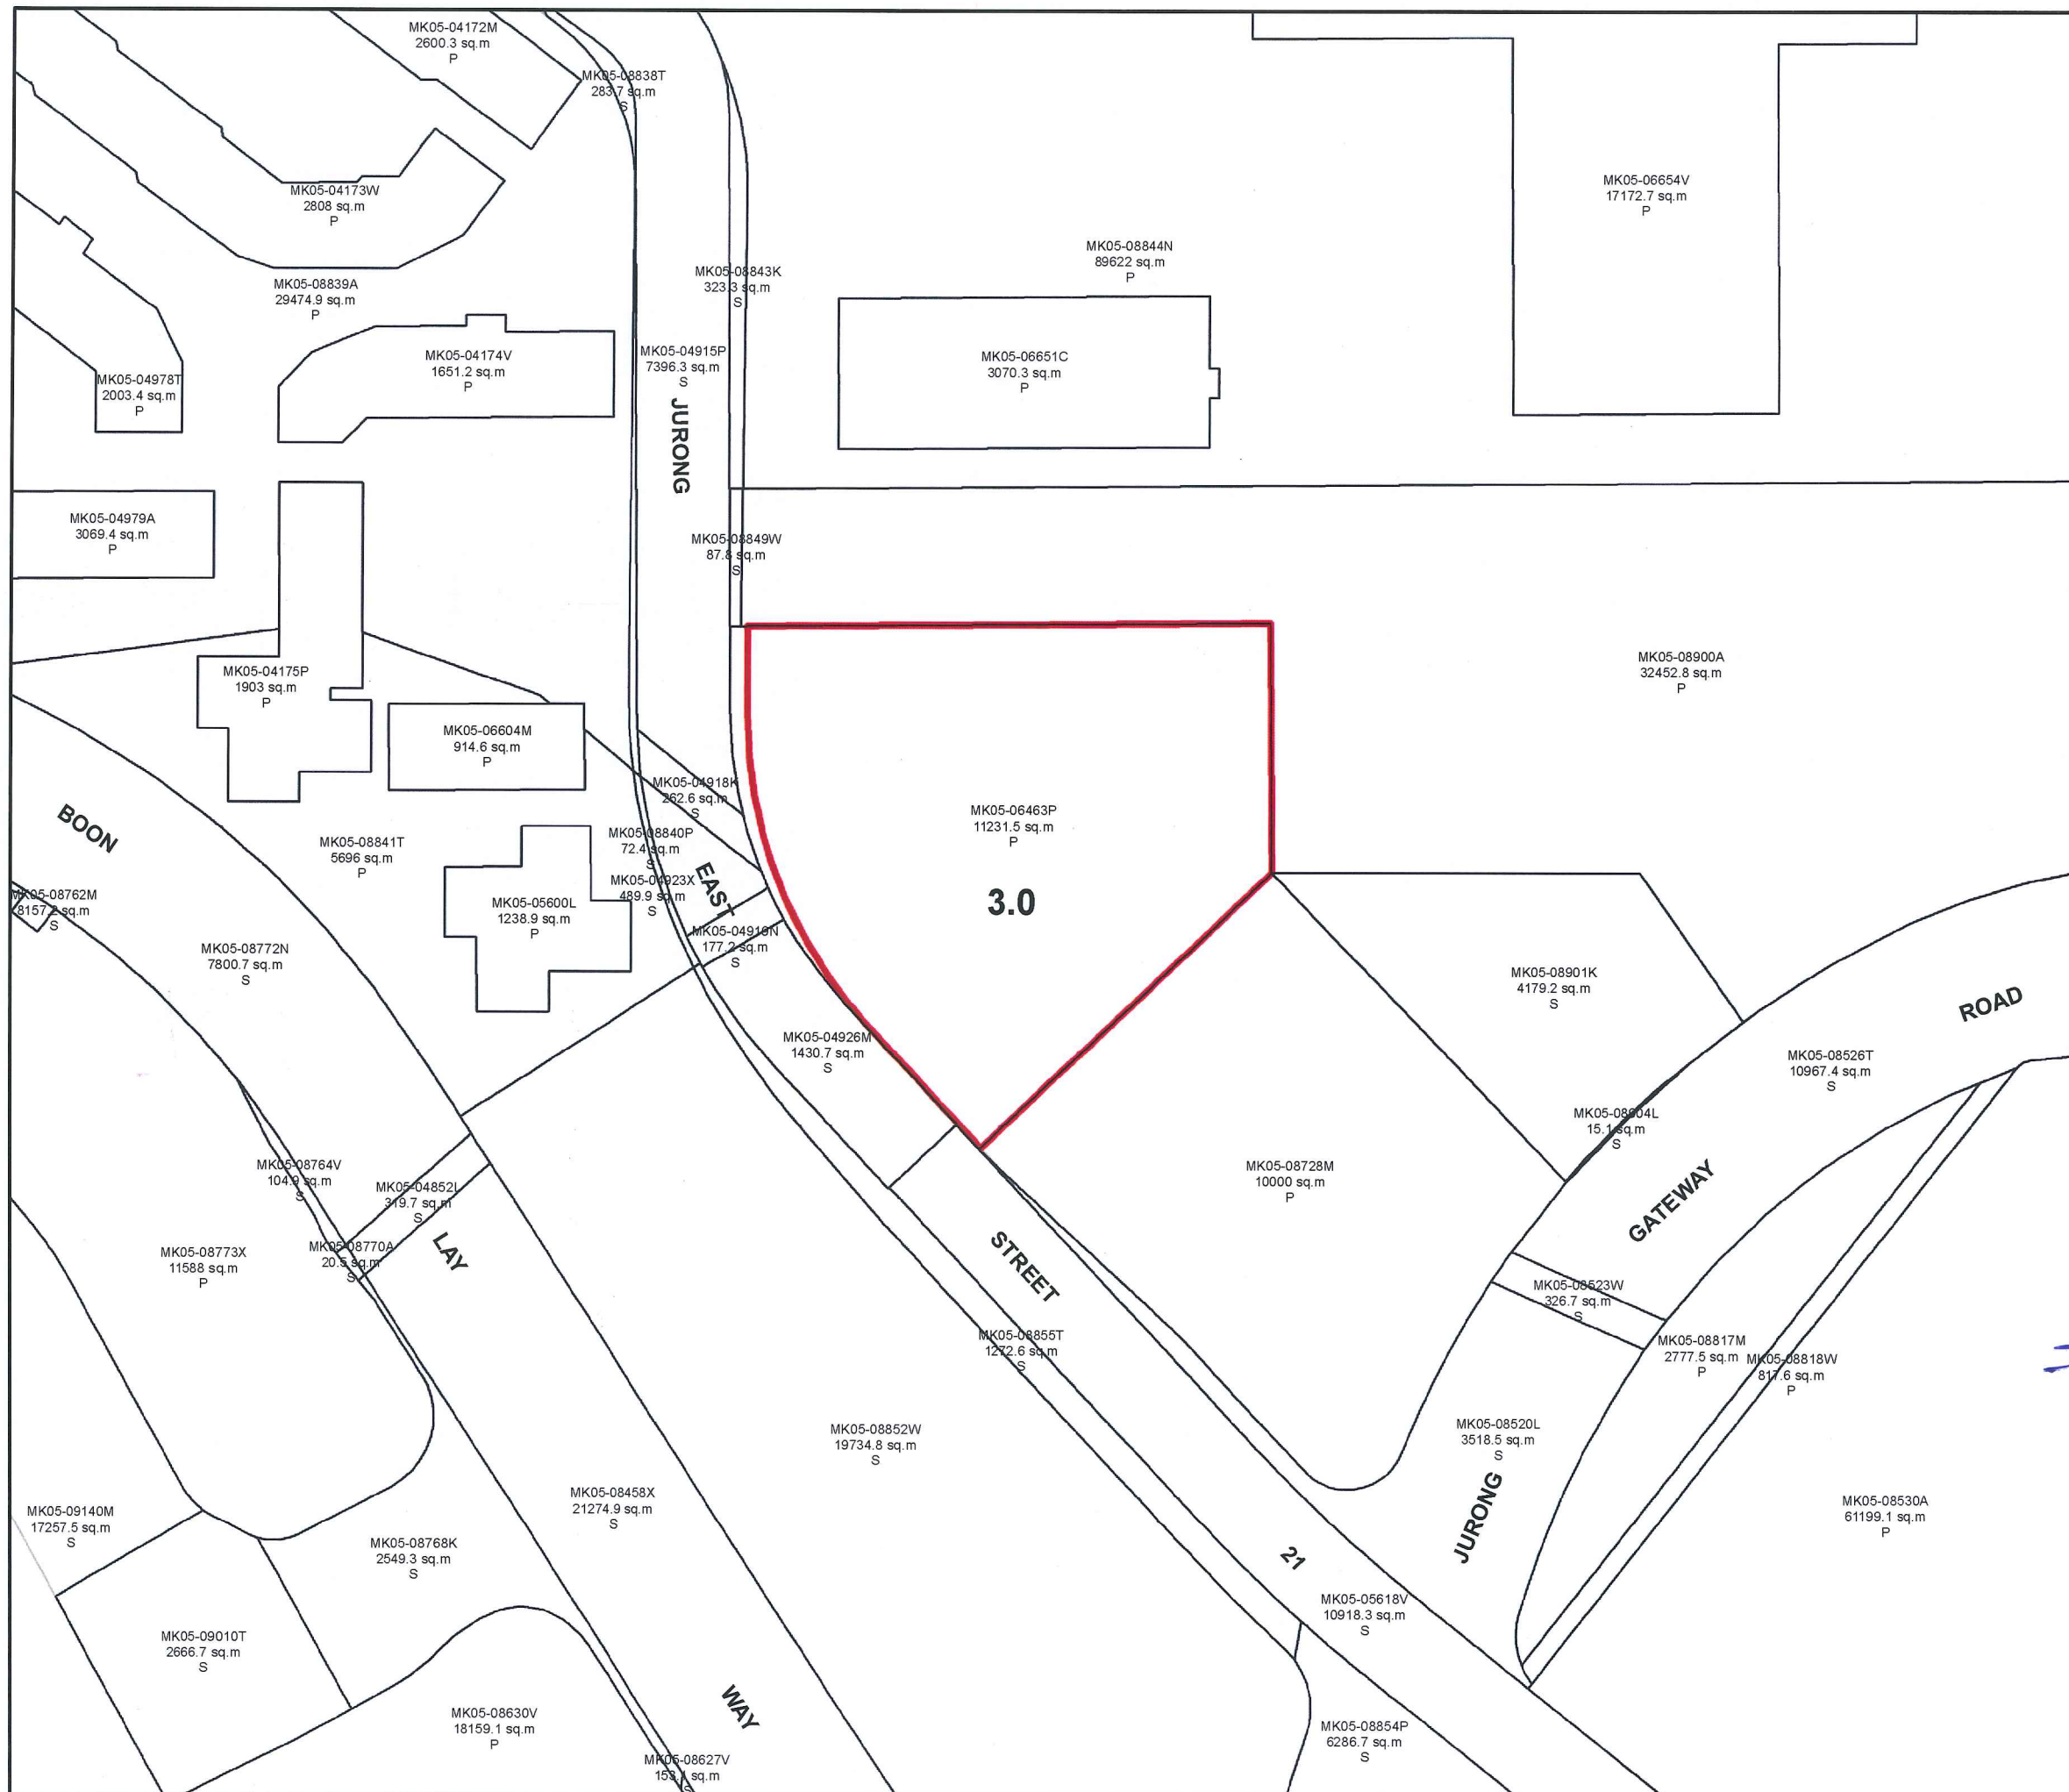 MK05-04172M
2600.3 sq.m
P
MK05-08838T
283.7 sq.m
S
MK05-04173W
2808 sq.m
P
MK05-06654V
17172.7 sq.m
P
MK05-08844N
89622 sq.m
P
MK05-08843K
323.3 sq.m
S
MK05-08839A
29474.9 sq.m
P
MK05-04915P
7396.3 sq.m
S
MK05-04174V
1651.2 sq.m
P
MK05-06651C
3070.3 sq.m
P
MK05-04978T
2003.4 sq.m
P
JURONG
MK05-04979A
3069.4 sq.m
P
MK05-08849W
87.8 sq.m
S
MK05-08900A
32452.8 sq.m
P
MK05-04175P
1903 sq.m
P
MK05-06604M
914.6 sq.m
P
MK05-04918K
262.6 sq.m
S
MK05-06463P
11231.5 sq.m
P
3.0
BOON
MK05-08841T
5696 sq.m
P
MK05-08840P
72.4 sq.m
S
EAST
MK05-04923X
489.9 sq.m
S
MK05-08762M
8157.2 sq.m
S
MK05-05600L
1238.9 sq.m
P
MK05-04919N
177.2 sq.m
S
MK05-08772N
7800.7 sq.m
S
MK05-08901K
4179.2 sq.m
S
ROAD
MK05-04926M
1430.7 sq.m
S
MK05-08526T
10967.4 sq.m
S
15.1 sq.m
S
MK05-08764V
104.9 sq.m
S
MK05-08728M
10000 sq.m
P
MK05-04852L
319.7 sq.m
S
GATEWAY
MK05-08773X
11588 sq.m
P
MK05-08770A
20.5 sq.m
S
LAY
STREET
MK05-08523W
326.7 sq.m
S
MK05-08855T
1272.6 sq.m
S
MK05-08817M
2777.5 sq.m
P
MK05-08818W
817.6 sq.m
P
MK05-08852W
19734.8 sq.m
S
MK05-08520L
3518.5 sq.m
S
JURONG
MK05-09140M
17257.5 sq.m
S
MK05-08458X
21274.9 sq.m
S
MK05-08530A
61199.1 sq.m
P
MK05-08768K
2549.3 sq.m
S
21
MK05-05618V
10918.3 sq.m
S
MK05-09010T
2666.7 sq.m
S
WAY
MK05-08630V
18159.1 sq.m
P
MK05-08854P
6286.7 sq.m
S
MK05-08627V
153.1 sq.m
S